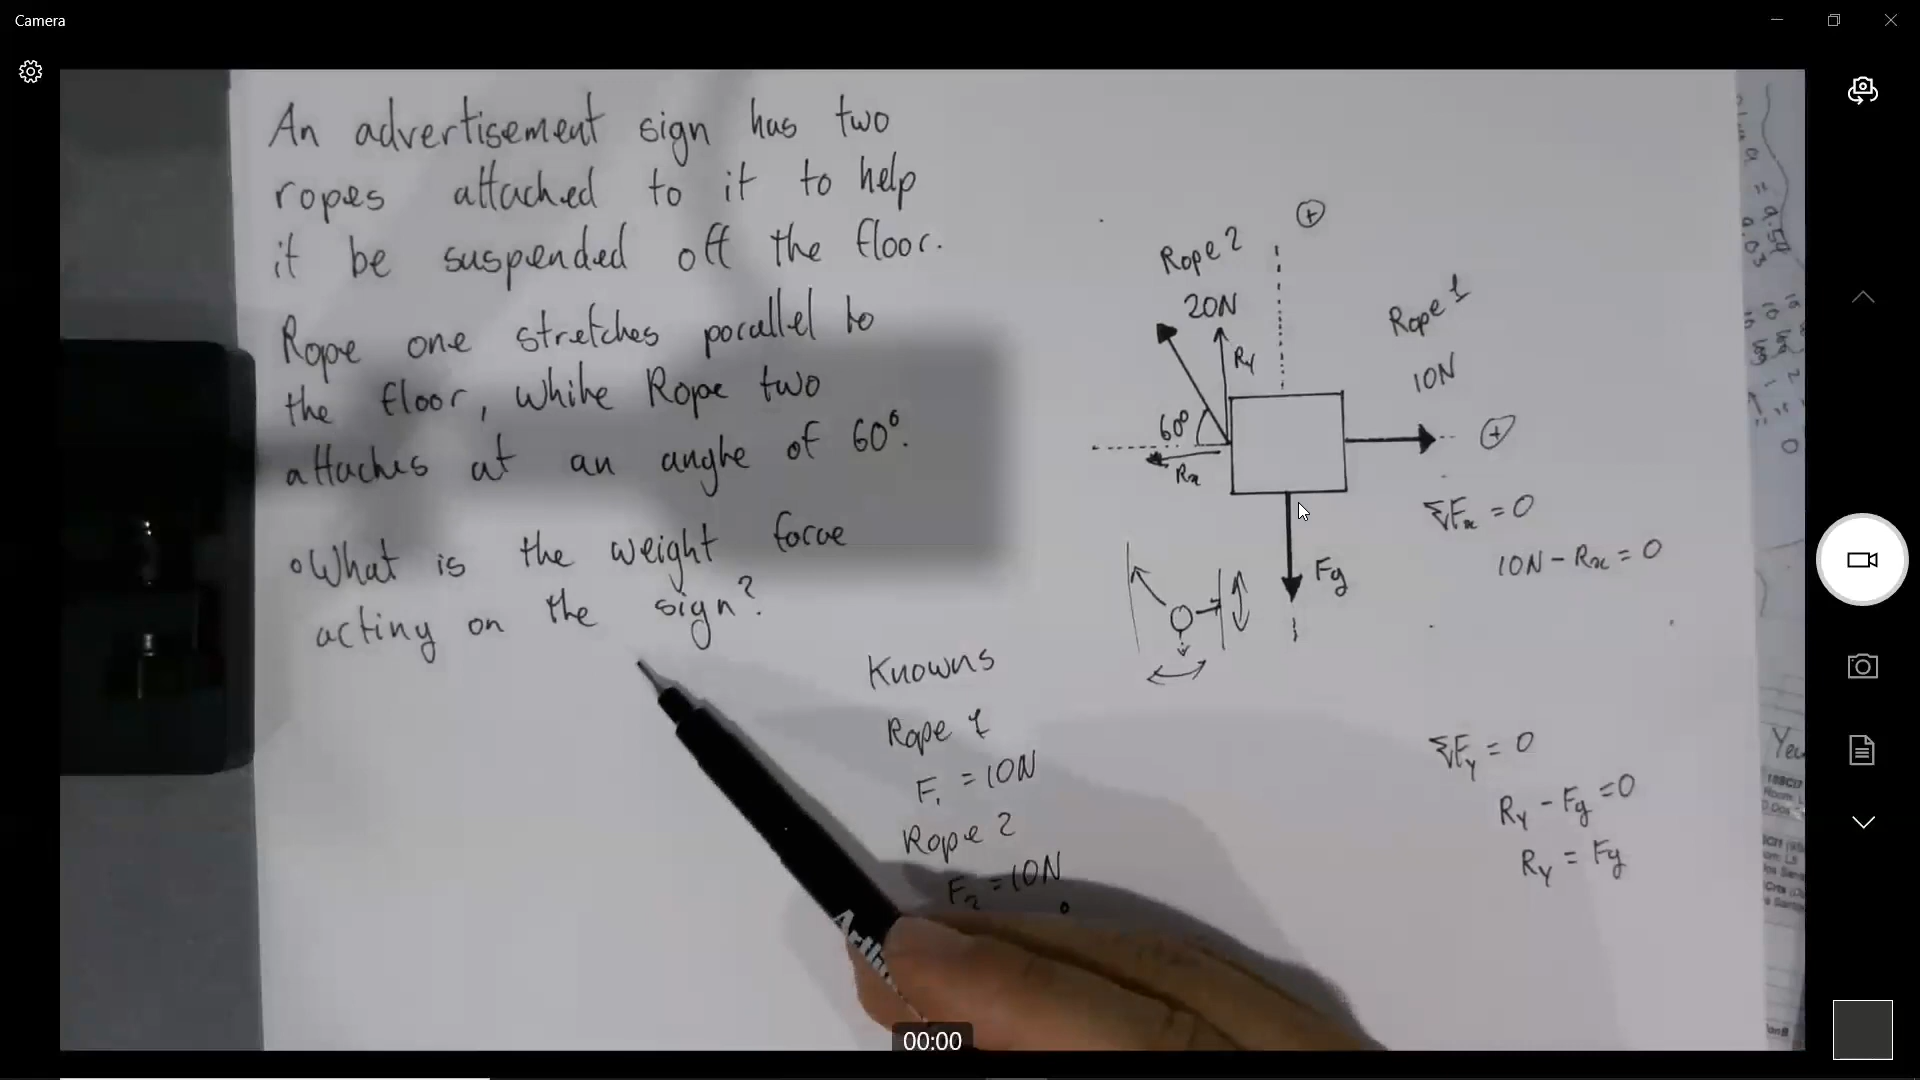 Camera
An advertisement sign has two
ropes attached to it to help
it be suspended off the floor.
Rope one stretches parallel to
the floor, while Rope two
attaches at an angle of 60°.
•What is the weight force
acting on the sign?
Knowns
Rope 1
F₁ = 10N
Rope 2
F₂ = 10N
+
Rope 2
20N
Ry
Rope 1
10N
60°
+
Rx
Fg
ΣFx = 0
10N - Rx = 0
ΣFy = 0
Ry - Fg = 0
Ry = Fg
Artline
00:00